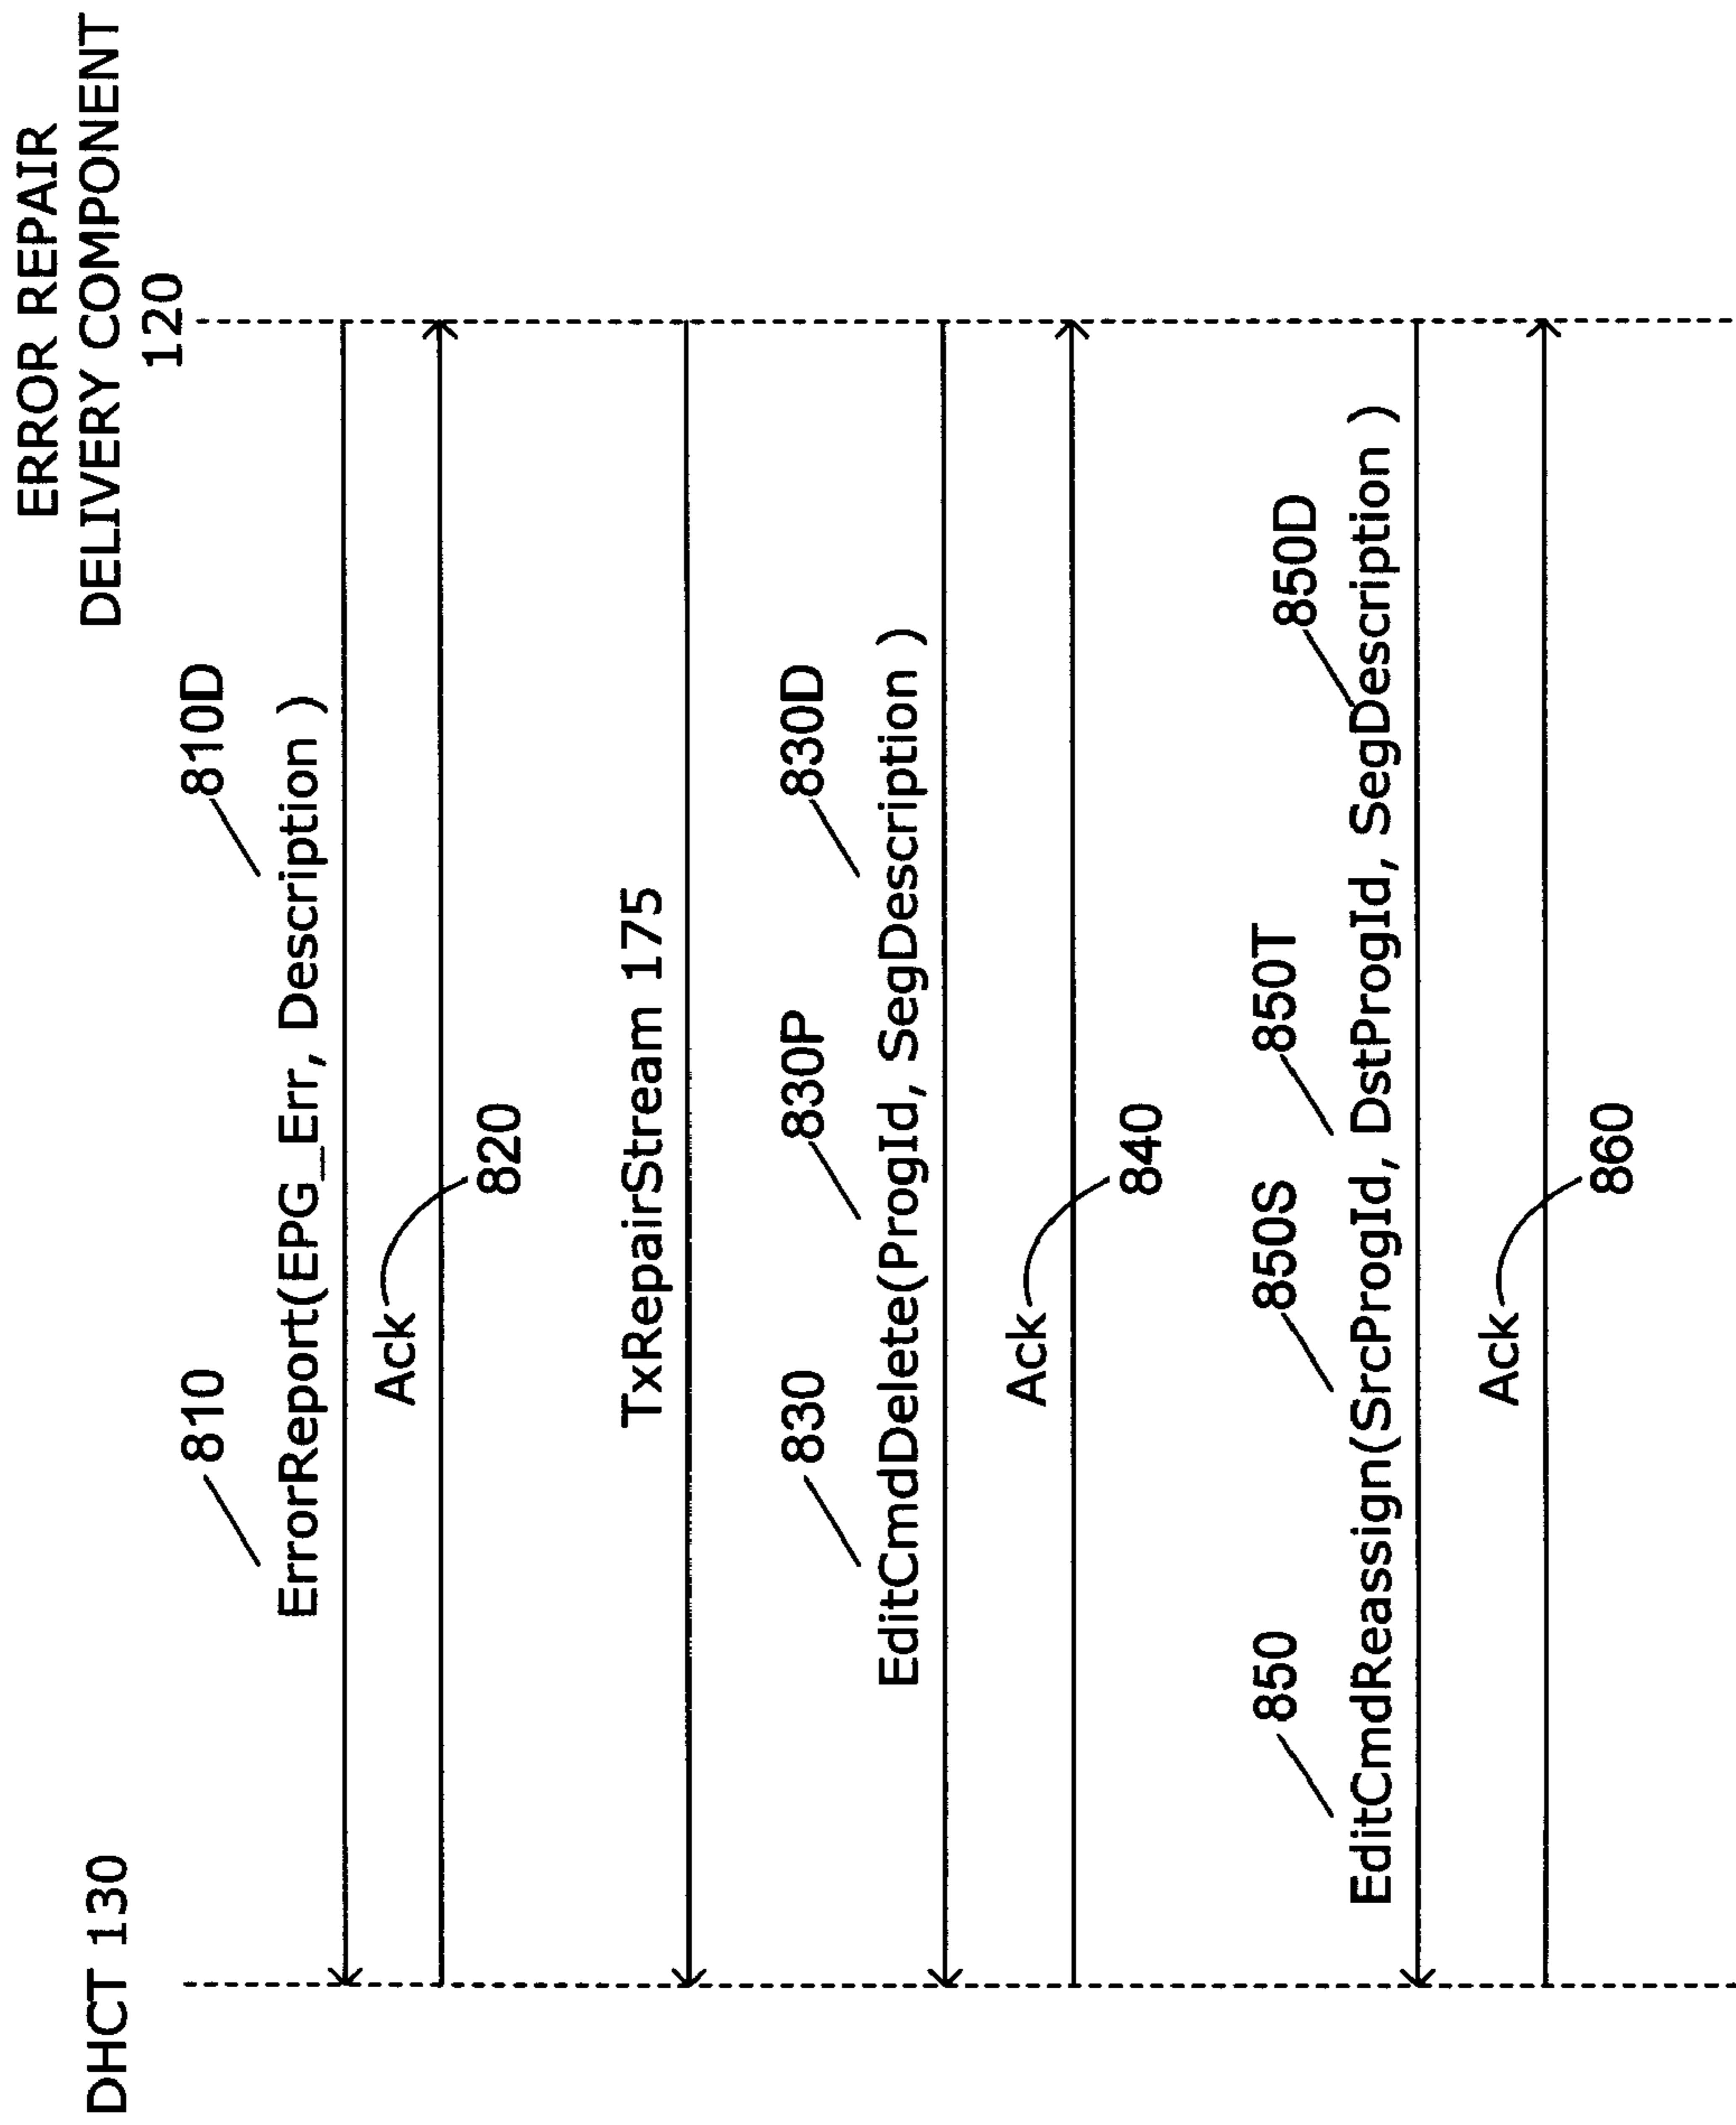 ERROR REPAIR
DELIVERY COMPONENT
120
DHCT 130
810
810D
ErrorReport(EPG_Err, Description )
Ack
820
TxRepairStream 175
830
830P
830D
EditCmdDelete(ProgId, SegDescription )
Ack
840
850
850S
850T
850D
EditCmdReassign(SrcProgId, DstProgId, SegDescription )
Ack
860